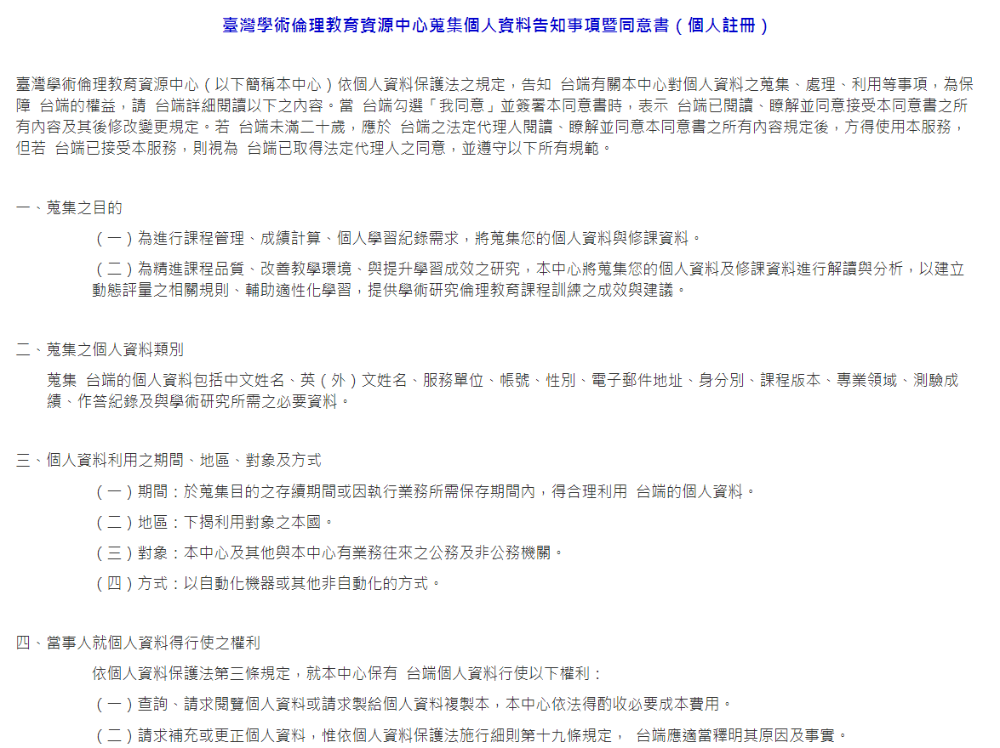 臺灣學術倫理教育資源中心蒐集個人資料告知事項暨同意書（個人註冊）
臺灣學術倫理教育資源中心（以下簡稱本中心）依個人資料保護法之規定，告知 台端有關本中心對個人資料之蒐集、處理、利用等事項，為保
障 台端的權益，請 台端詳細閱讀以下之內容。當 台端勾選「我同意」並簽署本同意書時，表示 台端已閱讀、瞭解並同意接受本同意書之所
有內容及其後修改變更規定。若 台端未滿二十歲，應於 台端之法定代理人閱讀、瞭解並同意本同意書之所有內容規定後，方得使用本服務，
但若 台端已接受本服務，則視為 台端已取得法定代理人之同意，並遵守以下所有規範。
一、蒐集之目的
（一）為進行課程管理、成績計算、個人學習紀錄需求，將蒐集您的個人資料與修課資料。
（二）為精進課程品質、改善教學環境、與提升學習成效之研究，本中心將蒐集您的個人資料及修課資料進行解讀與分析，以建立
動態評量之相關規則、輔助適性化學習，提供學術研究倫理教育課程訓練之成效與建議。
二、蒐集之個人資料類別
蒐集 台端的個人資料包括中文姓名、英（外）文姓名、服務單位、帳號、性別、電子郵件地址、身分別、課程版本、專業領域、測驗成
績、作答紀錄及與學術研究所需之必要資料。
三、個人資料利用之期間、地區、對象及方式
（一）期間：於蒐集目的之存續期間或因執行業務所需保存期間內，得合理利用 台端的個人資料。
（二）地區：下揭利用對象之本國。
（三）對象：本中心及其他與本中心有業務往來之公務及非公務機關。
（四）方式：以自動化機器或其他非自動化的方式。
四、當事人就個人資料得行使之權利
依個人資料保護法第三條規定，就本中心保有 台端個人資料行使以下權利：
（一）查詢、請求閱覽個人資料或請求製給個人資料複製本，本中心依法得酌收必要成本費用。
（二）請求補充或更正個人資料，惟依個人資料保護法施行細則第十九條規定， 台端應適當釋明其原因及事實。